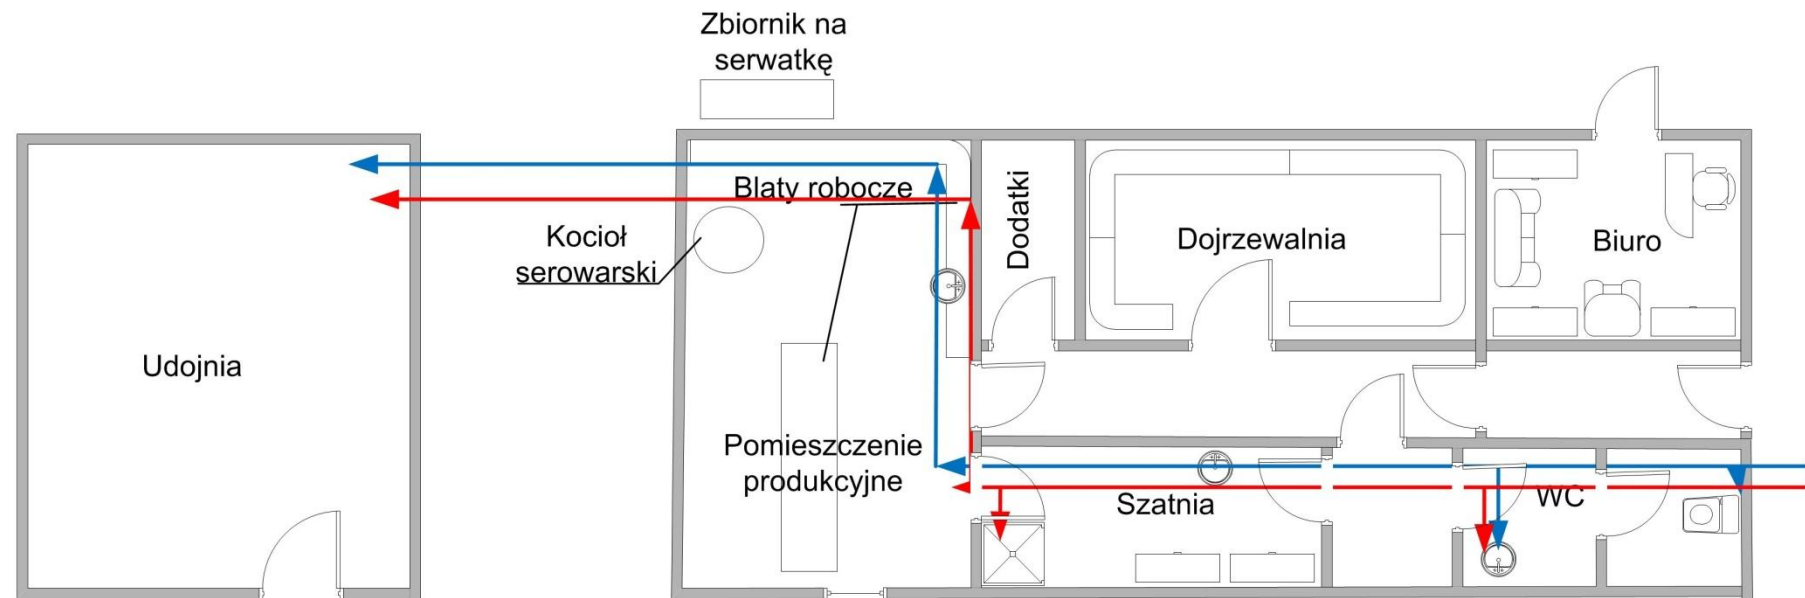 Zbiornik na
serwatkę
Blaty robocze
Kocioł
serowarski
Dodatki
Dojrzewalnia
Biuro
Udojnia
Pomieszczenie
produkcyjne
Szatnia
WC